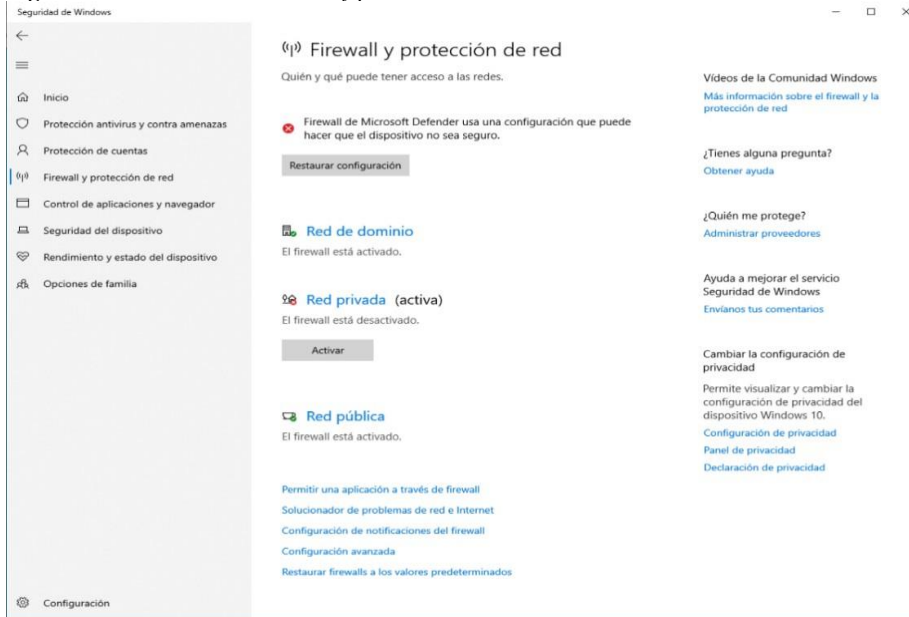 Seguridad de Windows
Inicio
Protección antivirus y contra amenazas
Protección de cuentas
Firewall y protección de red
Control de aplicaciones y navegador
Seguridad del dispositivo
Rendimiento y estado del dispositivo
Opciones de familia
Configuración
Firewall y protección de red
Quién y qué puede tener acceso a las redes.
Firewall de Microsoft Defender usa una configuración que puede
hacer que el dispositivo no sea seguro.
Restaurar configuración
Red de dominio
El firewall está activado.
Red privada (activa)
El firewall está desactivado.
Activar
Red pública
El firewall está activado.
Permitir una aplicación a través de firewall
Solucionador de problemas de red e Internet
Configuración de notificaciones del firewall
Configuración avanzada
Restaurar firewalls a los valores predeterminados
Vídeos de la Comunidad Windows
Más información sobre el firewall y la
protección de red
¿Tienes alguna pregunta?
Obtener ayuda
¿Quién me protege?
Administrar proveedores
Ayuda a mejorar el servicio
Seguridad de Windows
Envíanos tus comentarios
Cambiar la configuración de
privacidad
Permite visualizar y cambiar la
configuración de privacidad del
dispositivo Windows 10.
Configuración de privacidad
Panel de privacidad
Declaración de privacidad